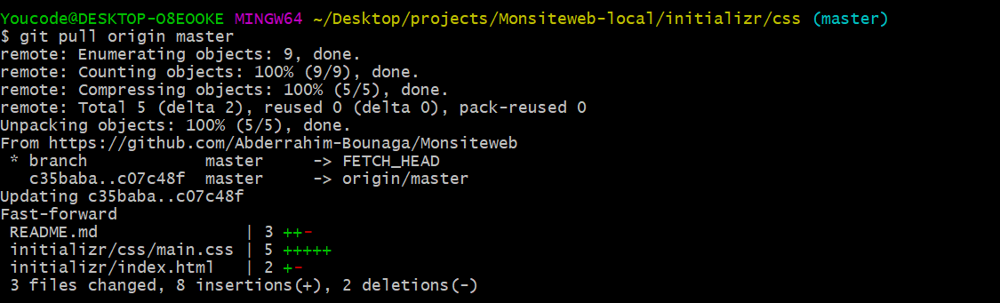 Youcode@DESKTOP-O8EOOKE MINGW64 ~/Desktop/projects/Monsiteweb-local/initializr/css (master)
$ git pull origin master
remote: Enumerating objects: 9, done.
remote: Counting objects: 100% (9/9), done.
remote: Compressing objects: 100% (5/5), done.
remote: Total 5 (delta 2), reused 0 (delta 0), pack-reused 0
Unpacking objects: 100% (5/5), done.
From https://github.com/Abderrahim-Bounaga/Monsiteweb
 * branch            master     -> FETCH_HEAD
   c35baba..c07c48f  master     -> origin/master
Updating c35baba..c07c48f
Fast-forward
 README.md               | 3 ++-
 initializr/css/main.css | 5 +++++
 initializr/index.html   | 2 +-
 3 files changed, 8 insertions(+), 2 deletions(-)